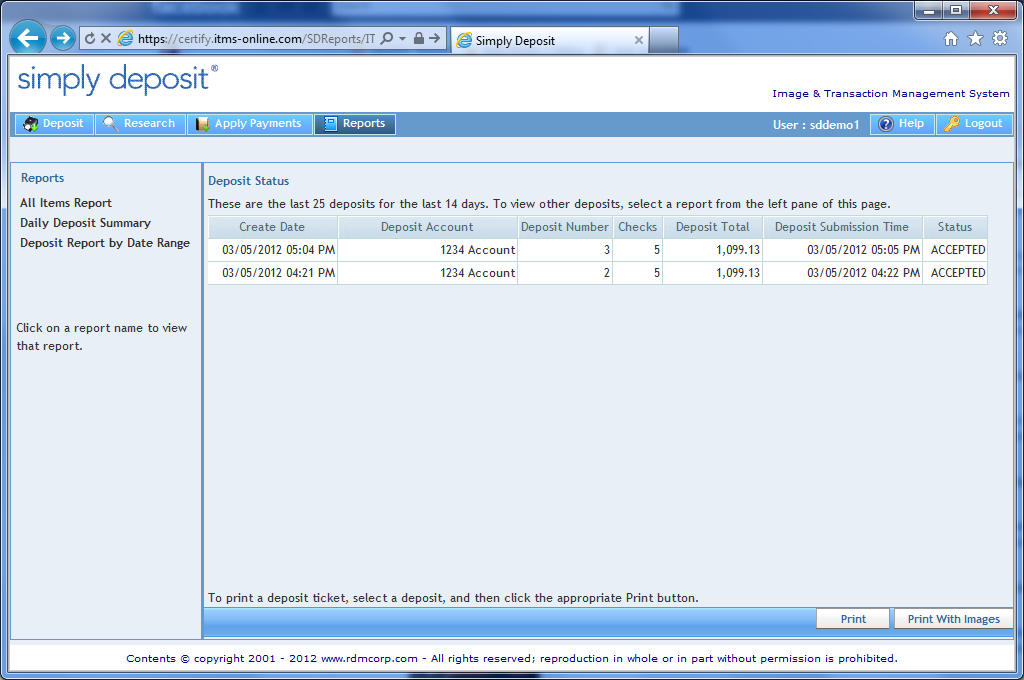 https://certify.itms-online.com/SDReports/IT
Simply Deposit
simply deposit®
Image & Transaction Management System
Deposit Research Apply Payments Reports User : sddemo1 Help Logout
Reports
All Items Report
Daily Deposit Summary
Deposit Report by Date Range
Click on a report name to view
that report.
Deposit Status
These are the last 25 deposits for the last 14 days. To view other deposits, select a report from the left pane of this page.
Create Date Deposit Account Deposit Number Checks Deposit Total Deposit Submission Time Status
03/05/2012 05:04 PM 1234 Account 3 5 1,099.13 03/05/2012 05:05 PM ACCEPTED
03/05/2012 04:21 PM 1234 Account 2 5 1,099.13 03/05/2012 04:22 PM ACCEPTED
To print a deposit ticket, select a deposit, and then click the appropriate Print button.
Print Print With Images
Contents © copyright 2001 - 2012 www.rdmcorp.com - All rights reserved; reproduction in whole or in part without permission is prohibited.